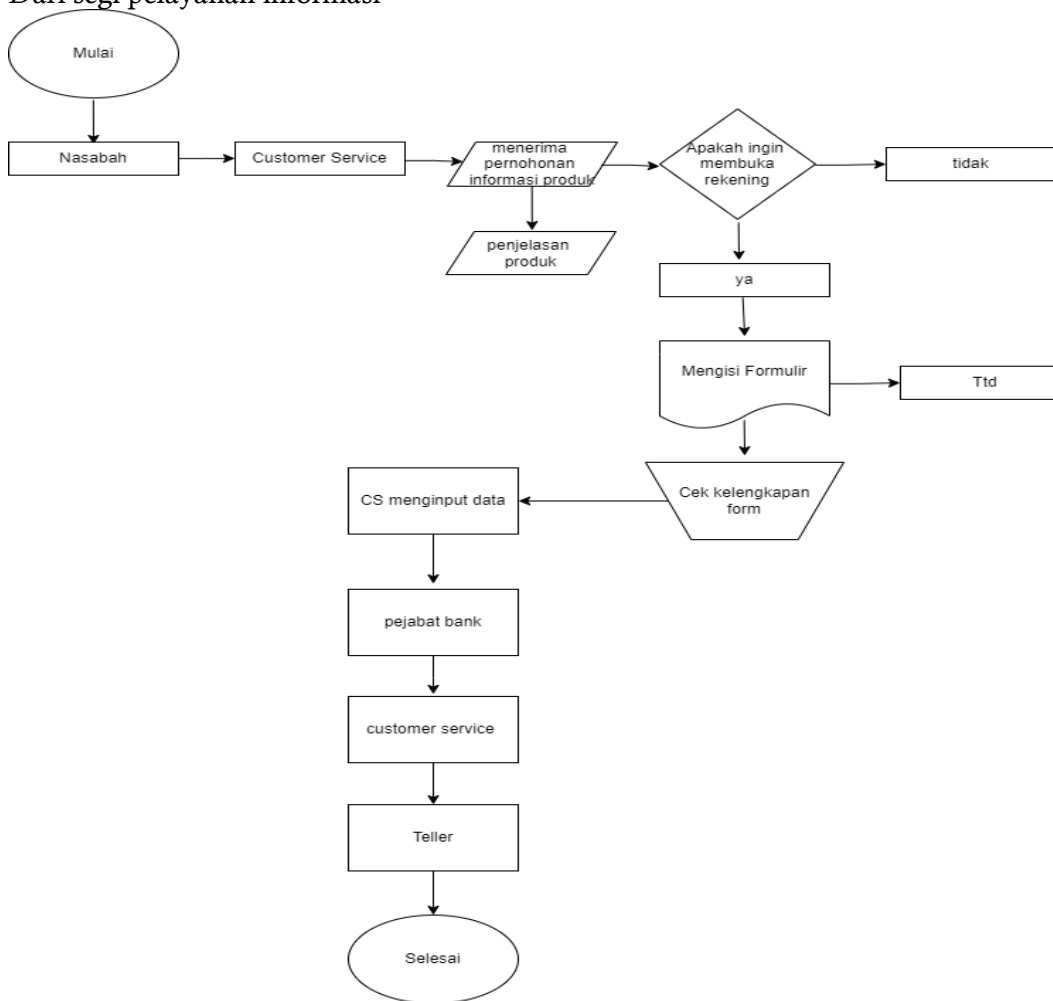 Dari segi pelayanan informasi
Mulai
Nasabah
Customer Service
menerima
pernohonan
informasi produk
Apakah ingin
membuka
rekening
tidak
penjelasan
produk
ya
Mengisi Formulir
Ttd
Cek kelengkapan
form
CS menginput data
pejabat bank
customer service
Teller
Selesai